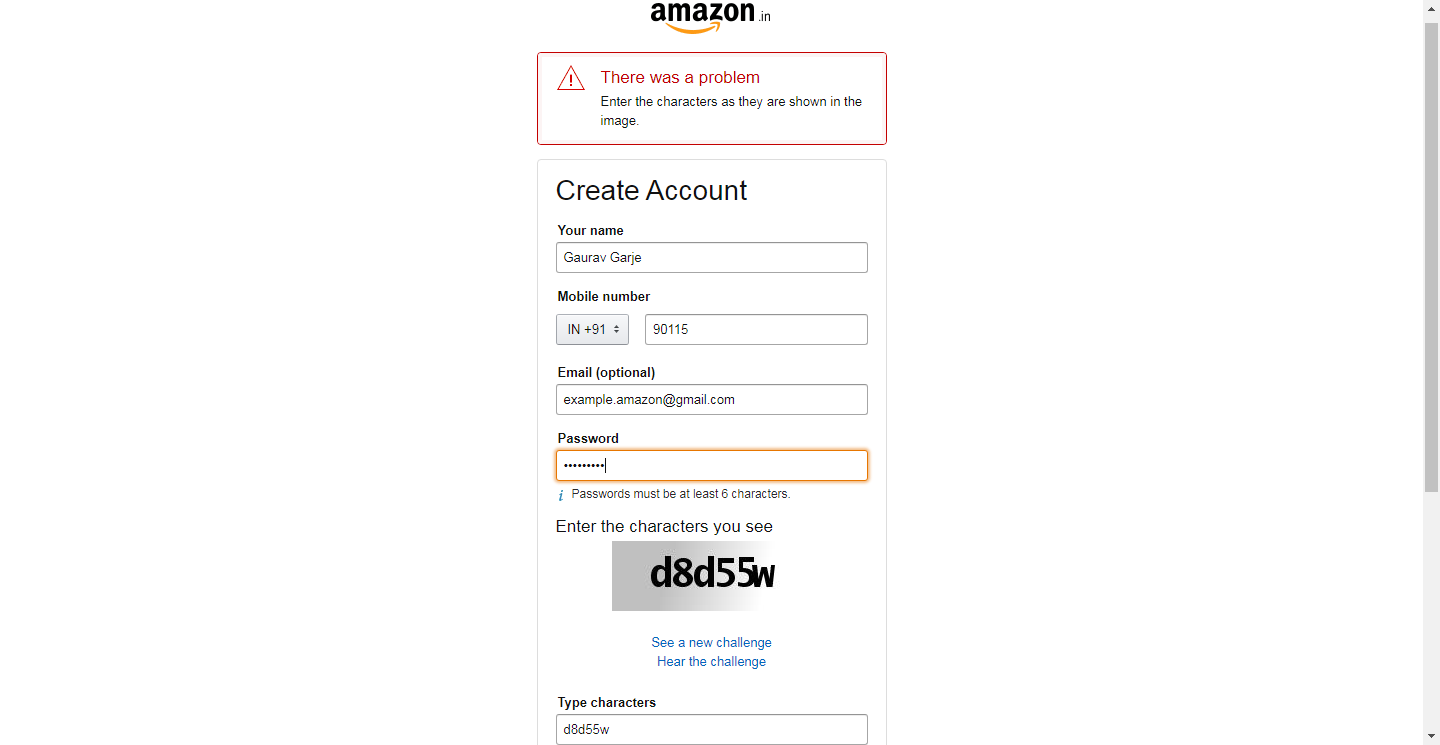 amazon.in
There was a problem
Enter the characters as they are shown in the
image.
Create Account
Your name
Gaurav Garje
Mobile number
IN +91
90115
Email (optional)
example.amazon@gmail.com
Password
•••••••••
i Passwords must be at least 6 characters.
Enter the characters you see
d8d55w
See a new challenge
Hear the challenge
Type characters
d8d55w